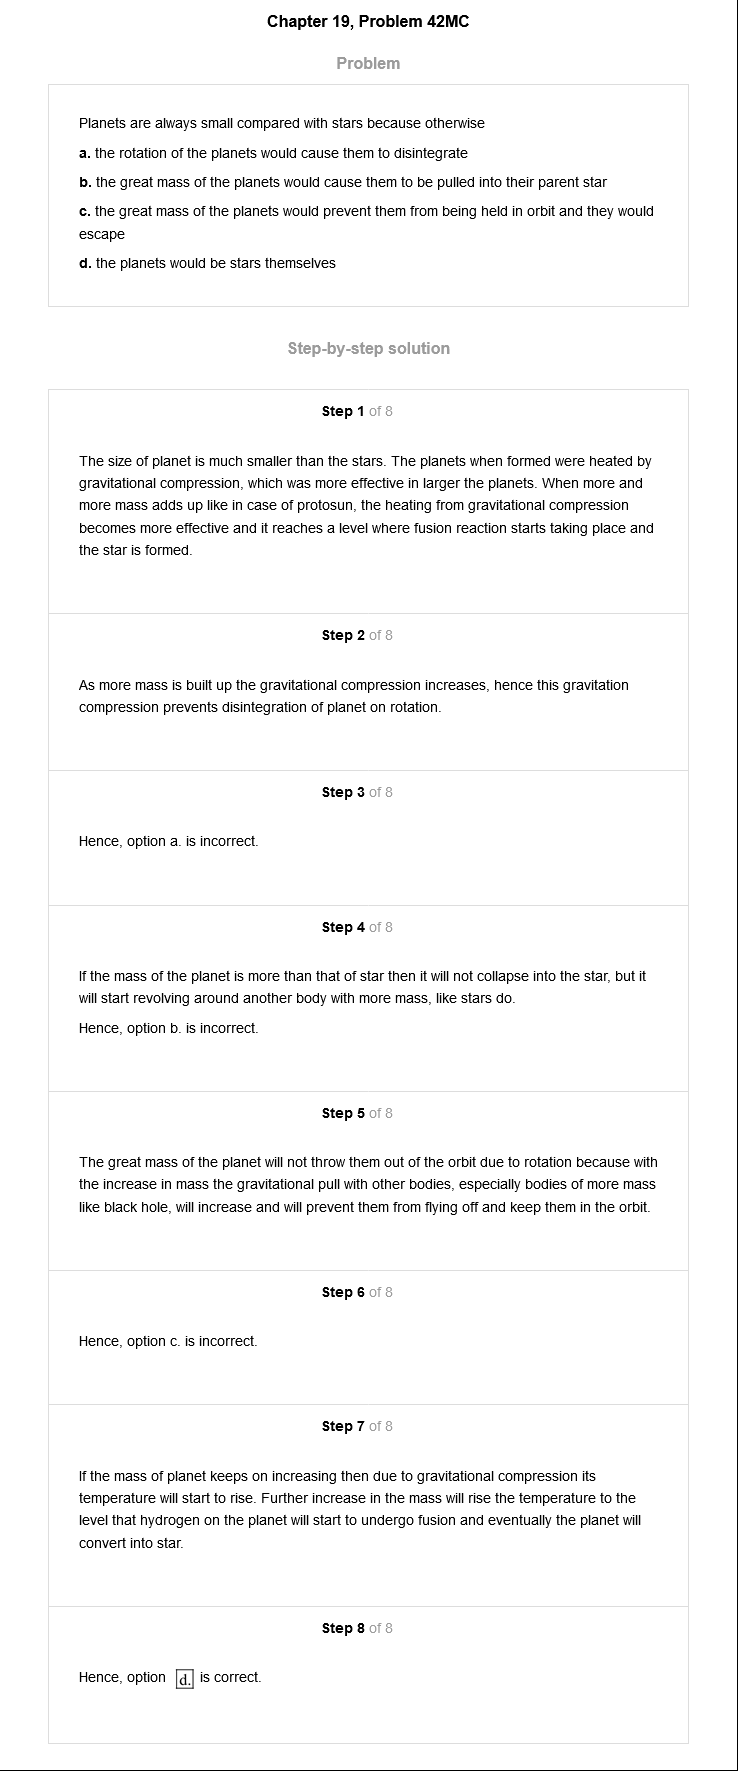 Chapter 19, Problem 42MC
Problem
Planets are always small compared with stars because otherwise
a. the rotation of the planets would cause them to disintegrate
b. the great mass of the planets would cause them to be pulled into their parent star
c. the great mass of the planets would prevent them from being held in orbit and they would
escape
d. the planets would be stars themselves
Step-by-step solution
Step 1 of 8
The size of planet is much smaller than the stars. The planets when formed were heated by
gravitational compression, which was more effective in larger the planets. When more and
more mass adds up like in case of protosun, the heating from gravitational compression
becomes more effective and it reaches a level where fusion reaction starts taking place and
the star is formed.
Step 2 of 8
As more mass is built up the gravitational compression increases, hence this gravitation
compression prevents disintegration of planet on rotation.
Step 3 of 8
Hence, option a. is incorrect.
Step 4 of 8
If the mass of the planet is more than that of star then it will not collapse into the star, but it
will start revolving around another body with more mass, like stars do.
Hence, option b. is incorrect.
Step 5 of 8
The great mass of the planet will not throw them out of the orbit due to rotation because with
the increase in mass the gravitational pull with other bodies, especially bodies of more mass
like black hole, will increase and will prevent them from flying off and keep them in the orbit.
Step 6 of 8
Hence, option c. is incorrect.
Step 7 of 8
If the mass of planet keeps on increasing then due to gravitational compression its
temperature will start to rise. Further increase in the mass will rise the temperature to the
level that hydrogen on the planet will start to undergo fusion and eventually the planet will
convert into star.
Step 8 of 8
Hence, option d. is correct.